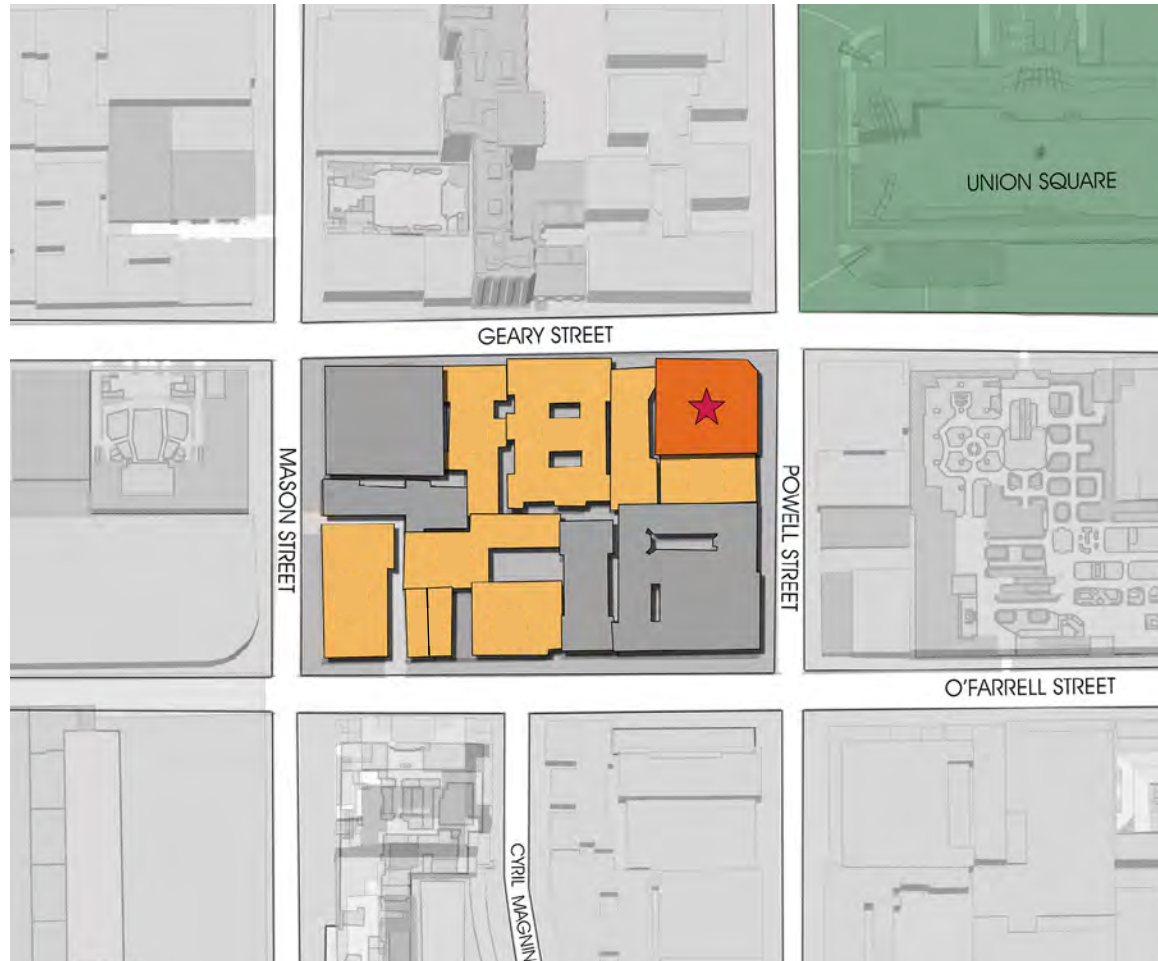 UNION SQUARE
GEARY STREET
MASON STREET
POWELL STREET
O'FARRELL STREET
CYRIL MAGNIN